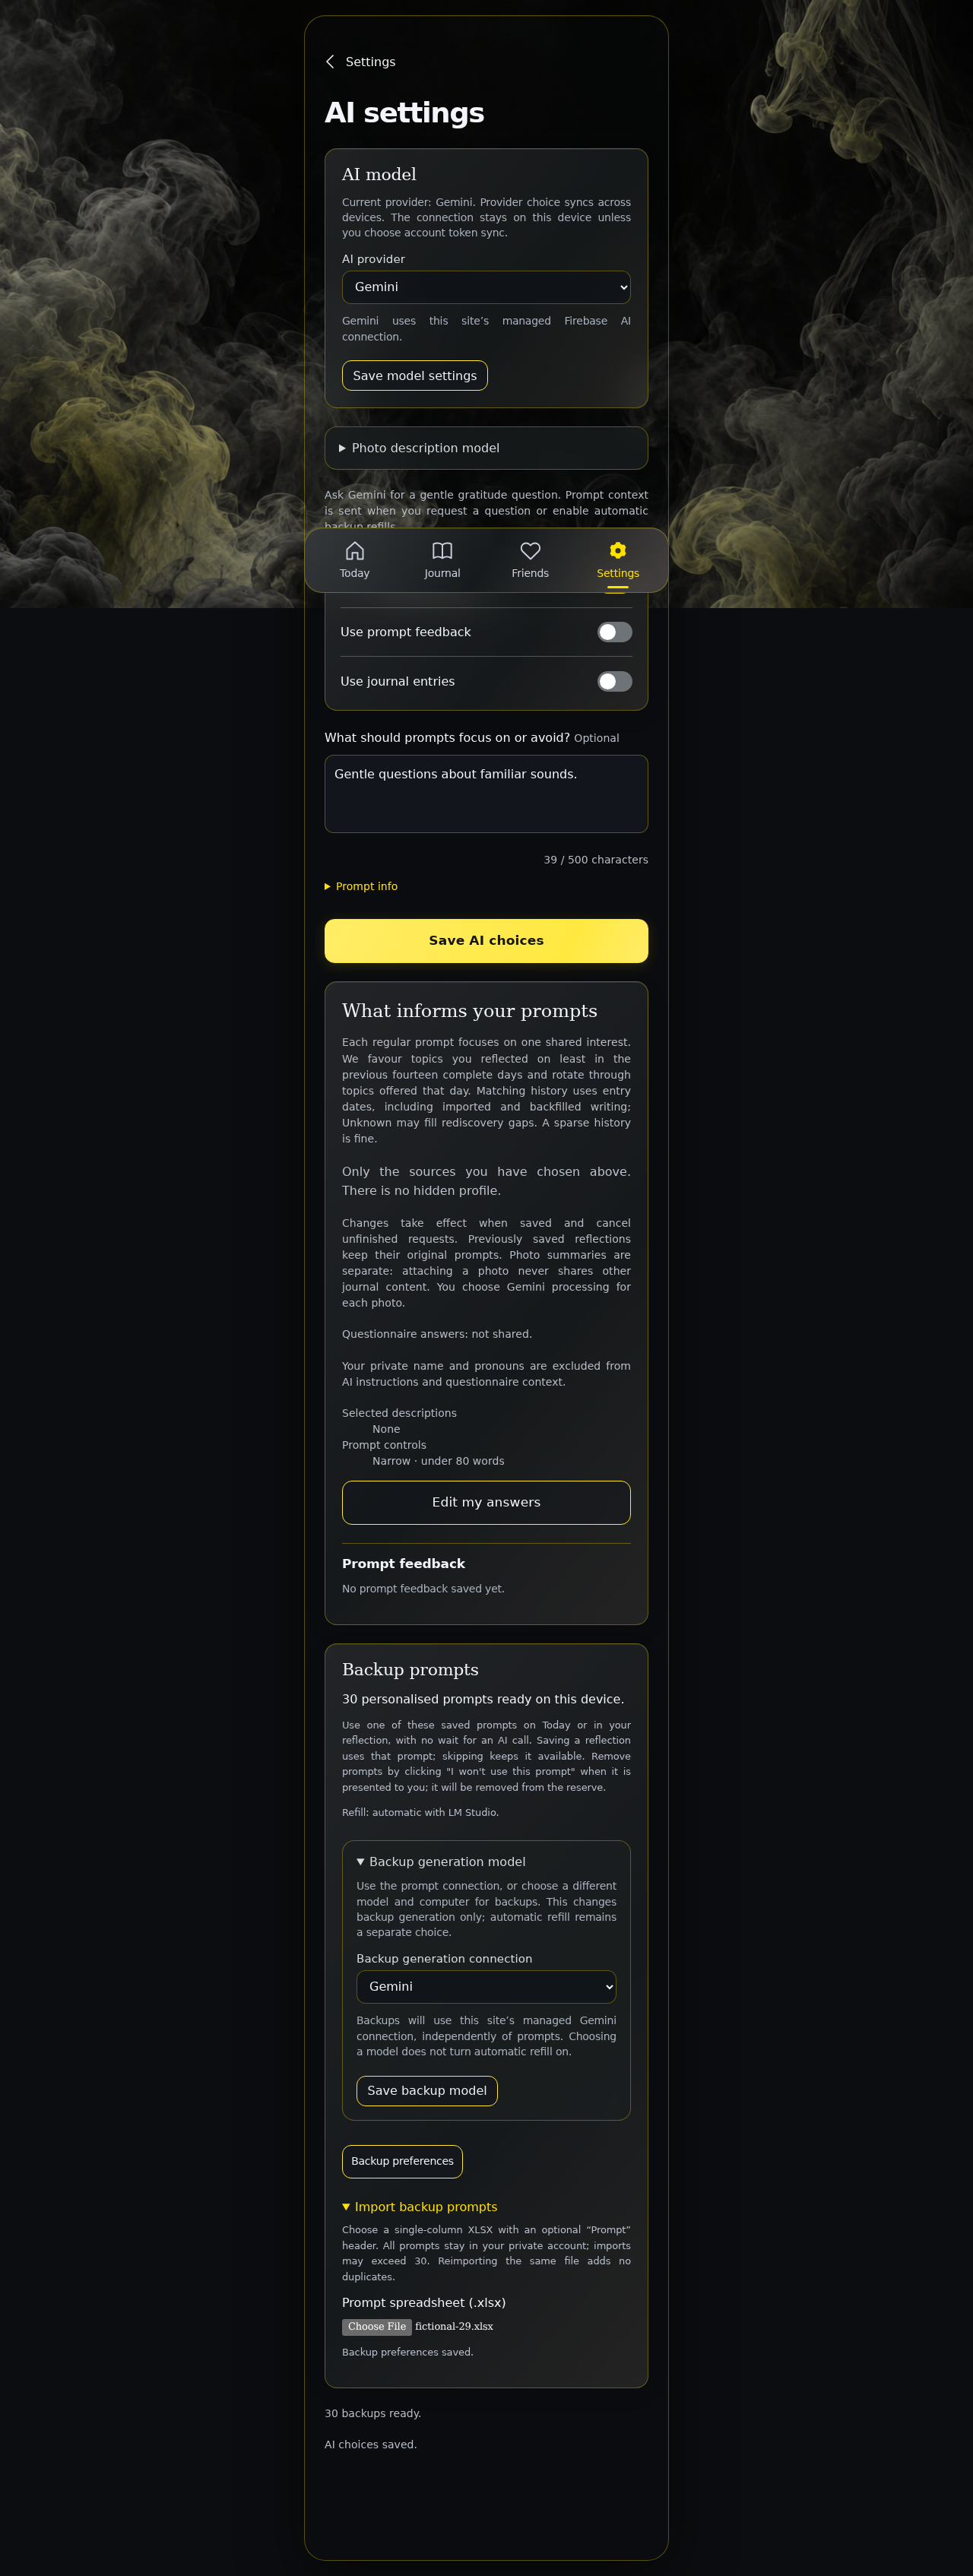 Settings
AI settings
AI model
Current provider: Gemini. Provider choice syncs across
devices. The connection stays on this device unless
you choose account token sync.
AI provider
Gemini
Gemini uses this site’s managed Firebase AI
connection.
Save model settings
Photo description model
Ask Gemini for a gentle gratitude question. Prompt context
is sent when you request a question or enable automatic
backup refills.
Today Journal Friends Settings
Use prompt feedback
Use journal entries
What should prompts focus on or avoid? Optional
Gentle questions about familiar sounds.
39 / 500 characters
Prompt info
Save AI choices
What informs your prompts
Each regular prompt focuses on one shared interest.
We favour topics you reflected on least in the
previous fourteen complete days and rotate through
topics offered that day. Matching history uses entry
dates, including imported and backfilled writing;
Unknown may fill rediscovery gaps. A sparse history
is fine.
Only the sources you have chosen above.
There is no hidden profile.
Changes take effect when saved and cancel
unfinished requests. Previously saved reflections
keep their original prompts. Photo summaries are
separate: attaching a photo never shares other
journal content. You choose Gemini processing for
each photo.
Questionnaire answers: not shared.
Your private name and pronouns are excluded from
AI instructions and questionnaire context.
Selected descriptions
None
Prompt controls
Narrow · under 80 words
Edit my answers
Prompt feedback
No prompt feedback saved yet.
Backup prompts
30 personalised prompts ready on this device.
Use one of these saved prompts on Today or in your
reflection, with no wait for an AI call. Saving a reflection
uses that prompt; skipping keeps it available. Remove
prompts by clicking "I won't use this prompt" when it is
presented to you; it will be removed from the reserve.
Refill: automatic with LM Studio.
Backup generation model
Use the prompt connection, or choose a different
model and computer for backups. This changes
backup generation only; automatic refill remains
a separate choice.
Backup generation connection
Gemini
Backups will use this site’s managed Gemini
connection, independently of prompts. Choosing
a model does not turn automatic refill on.
Save backup model
Backup preferences
Import backup prompts
Choose a single-column XLSX with an optional “Prompt”
header. All prompts stay in your private account; imports
may exceed 30. Reimporting the same file adds no
duplicates.
Prompt spreadsheet (.xlsx)
Choose File fictional-29.xlsx
Backup preferences saved.
30 backups ready.
AI choices saved.